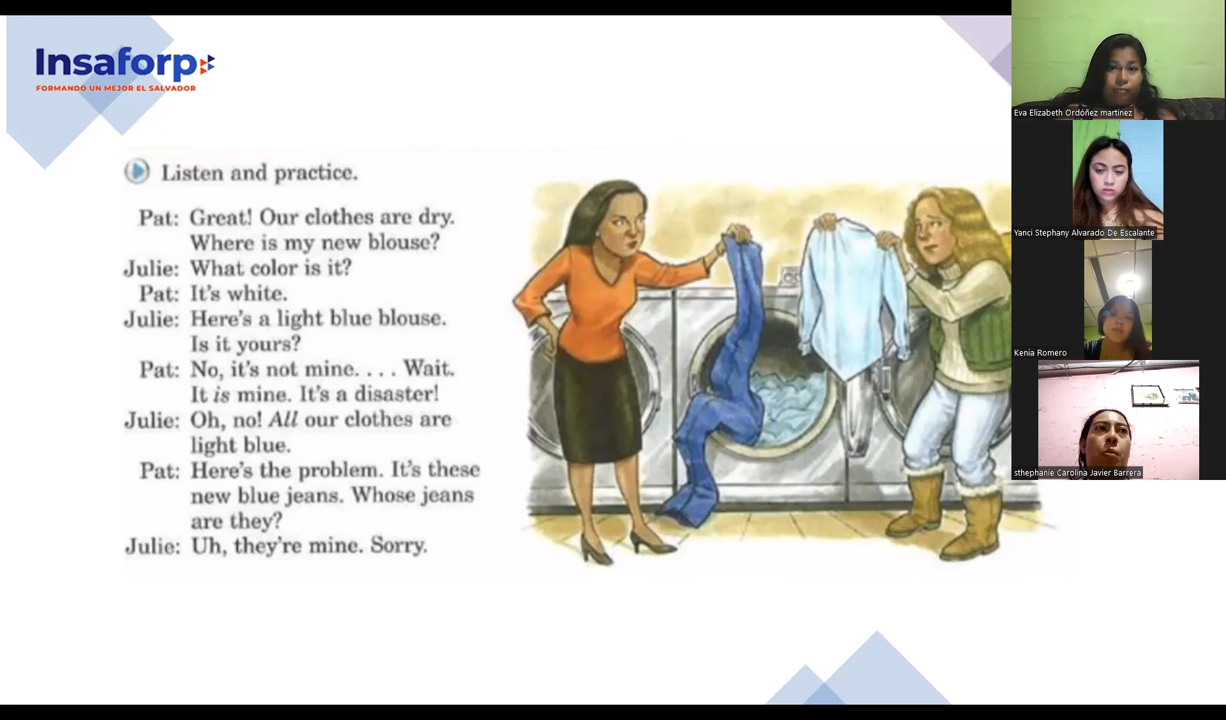 Insaforp
FORMANDO UN MEJOR EL SALVADOR
Listen and practice.
Pat: Great! Our clothes are dry.
Where is my new blouse?
Julie: What color is it?
Pat: It's white.
Julie: Here's a light blue blouse.
Is it yours?
Pat: No, it's not mine. . . . Wait.
It is mine. It's a disaster!
Julie: Oh, no! All our clothes are
light blue.
Pat: Here's the problem. It's these
new blue jeans. Whose jeans
are they?
Julie: Uh, they're mine. Sorry.
Eva Elizabeth Ordóñez martinez
Yanci Stephany Alvarado De Escalante
Kenia Romero
sthephanie Carolina Javier Barrera